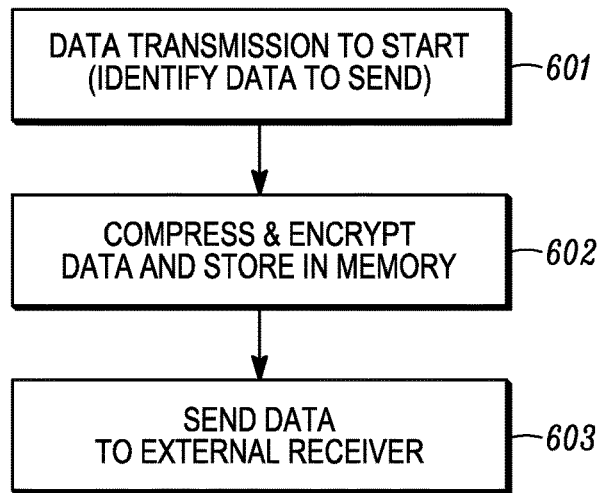 DATA TRANSMISSION TO START
(IDENTIFY DATA TO SEND)
601
COMPRESS & ENCRYPT
DATA AND STORE IN MEMORY
602
SEND DATA
TO EXTERNAL RECEIVER
603